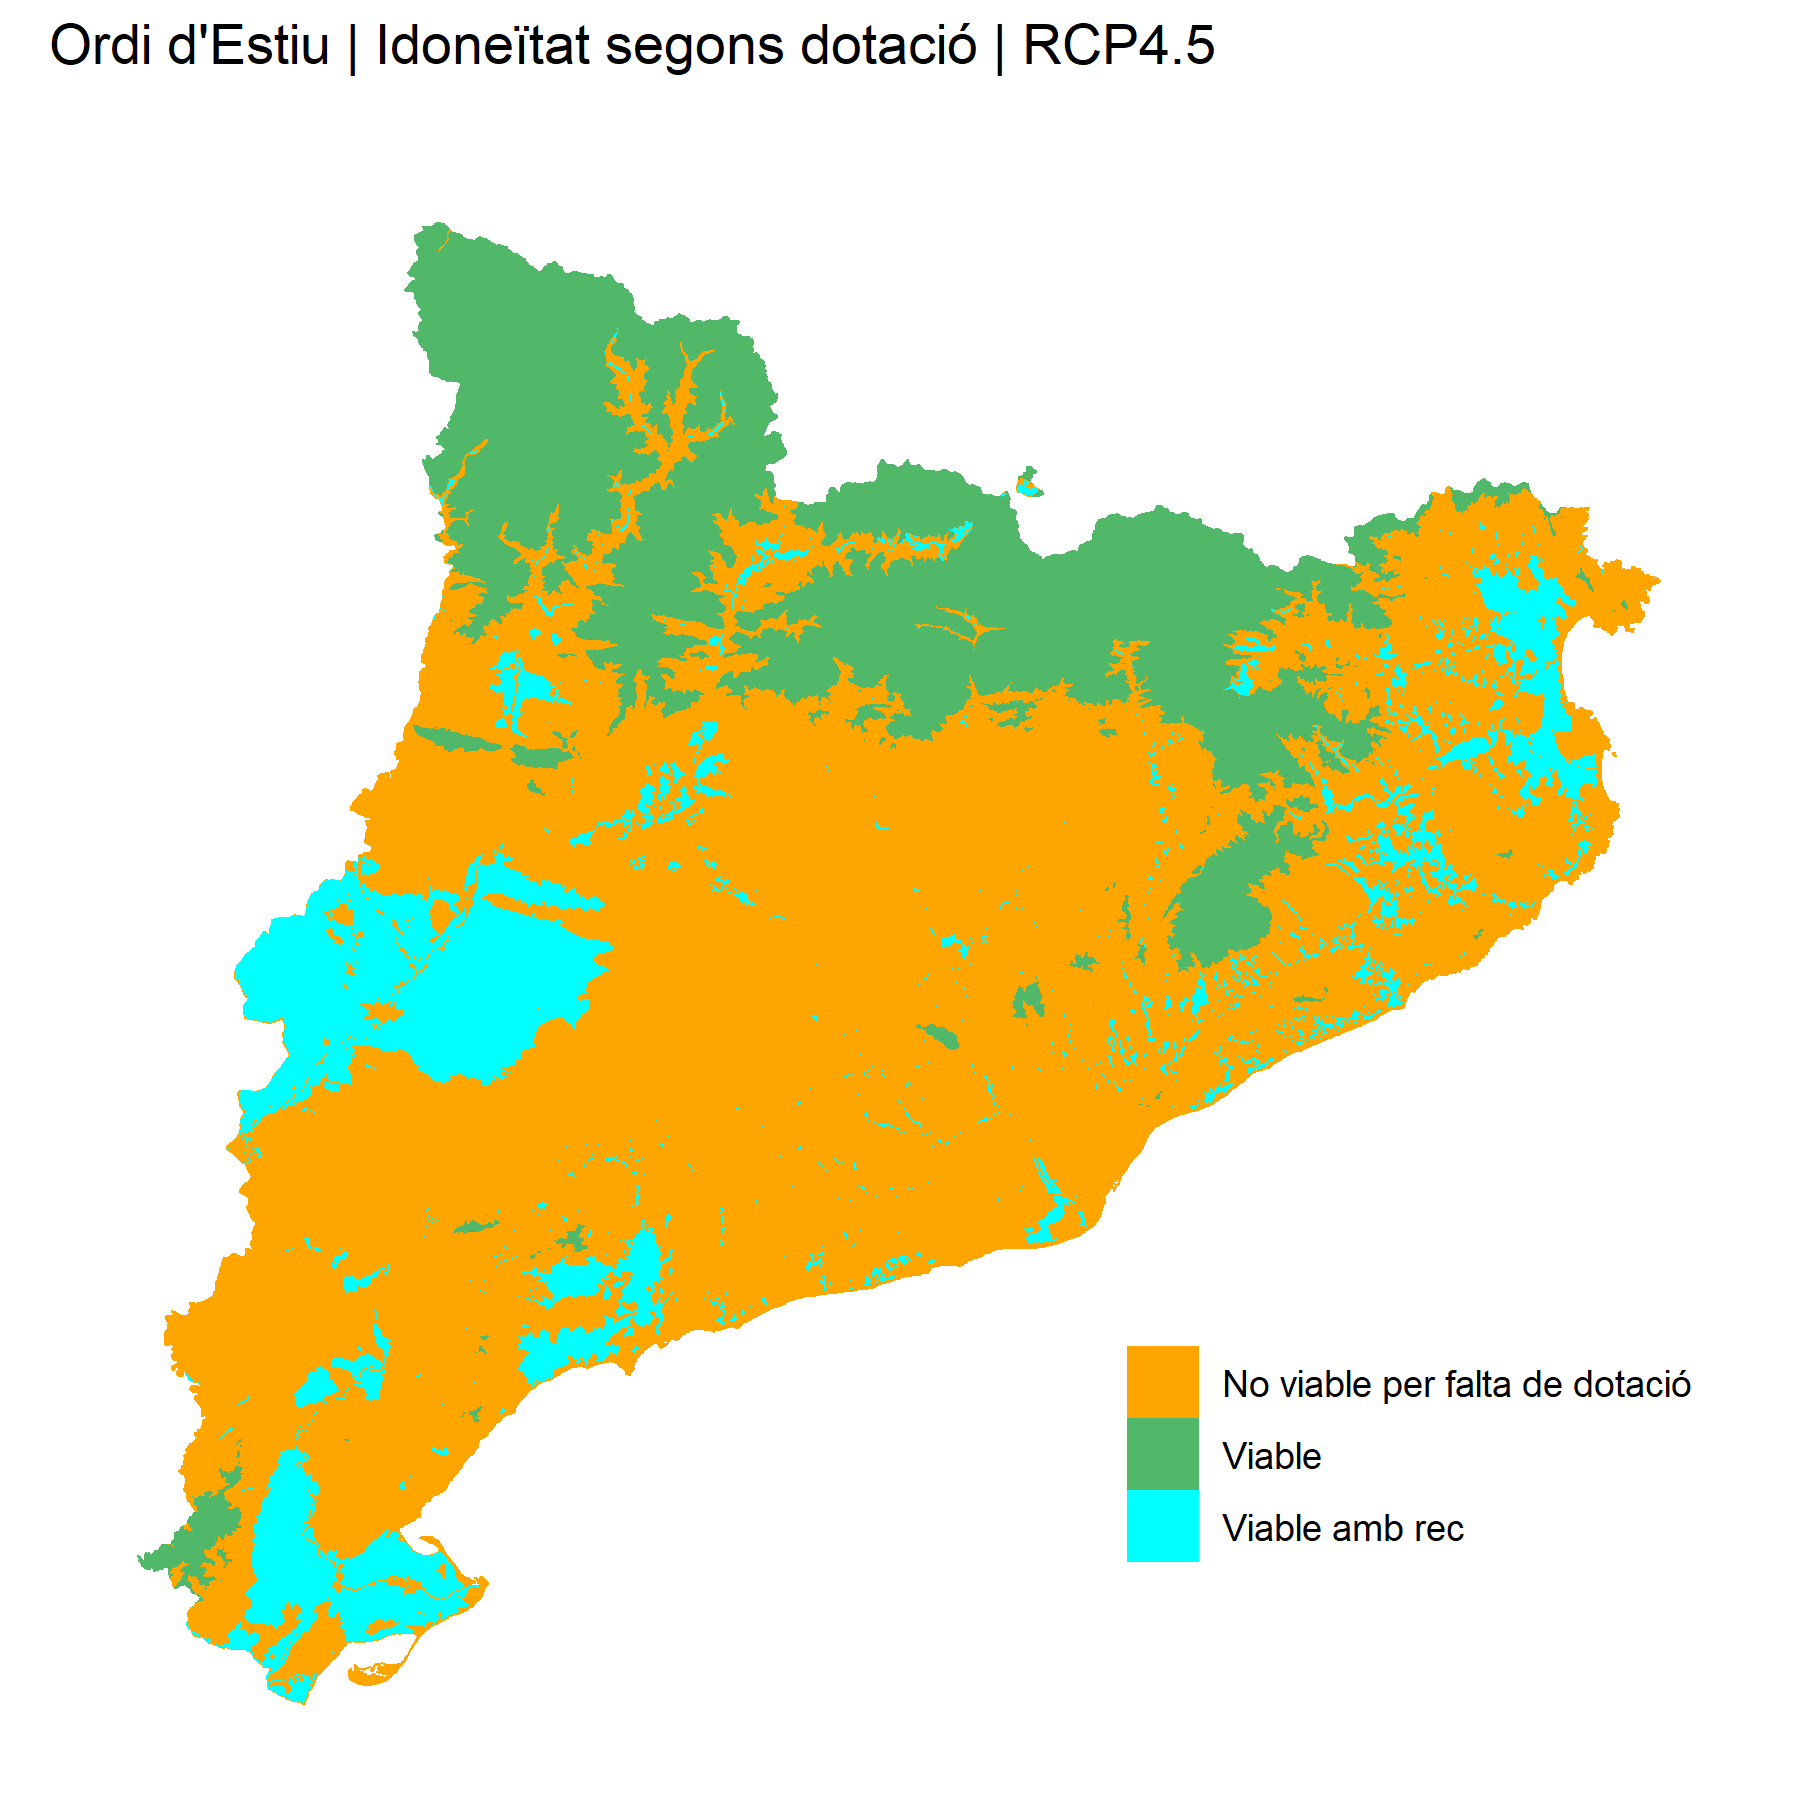 Ordi d'Estiu | Idoneïtat segons dotació | RCP4.5
No viable per falta de dotació
Viable
Viable amb rec